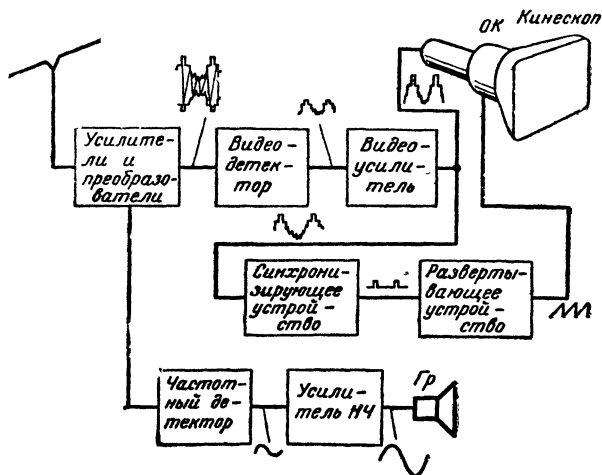 ОК Кинескоп
Усилите-
ли и
преобразо-
ватели
Видео-
детек-
тор
Видео-
усили-
тель
Синхрони-
зирующее
устрой-
ство
Разверты-
вающее
устрой-
ство
Частот-
ный де-
тектор
Усили-
тель НЧ
Гр